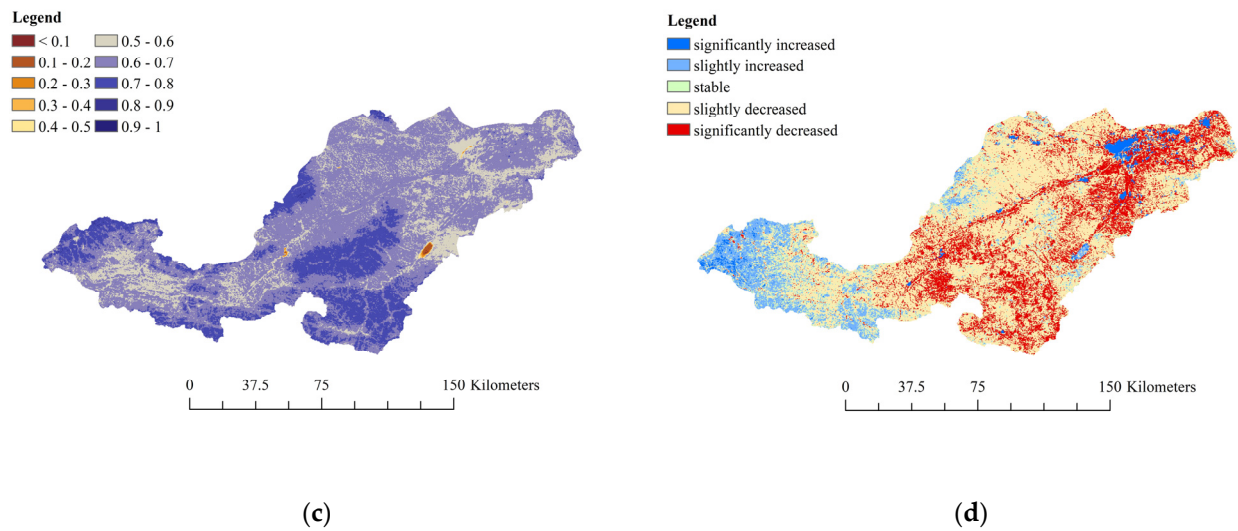 Legend
< 0.1 0.5 - 0.6
0.1 - 0.2 0.6 - 0.7
0.2 - 0.3 0.7 - 0.8
0.3 - 0.4 0.8 - 0.9
0.4 - 0.5 0.9 - 1
0 37.5 75 150 Kilometers
(c)
Legend
significantly increased
slightly increased
stable
slightly decreased
significantly decreased
0 37.5 75 150 Kilometers
(d)